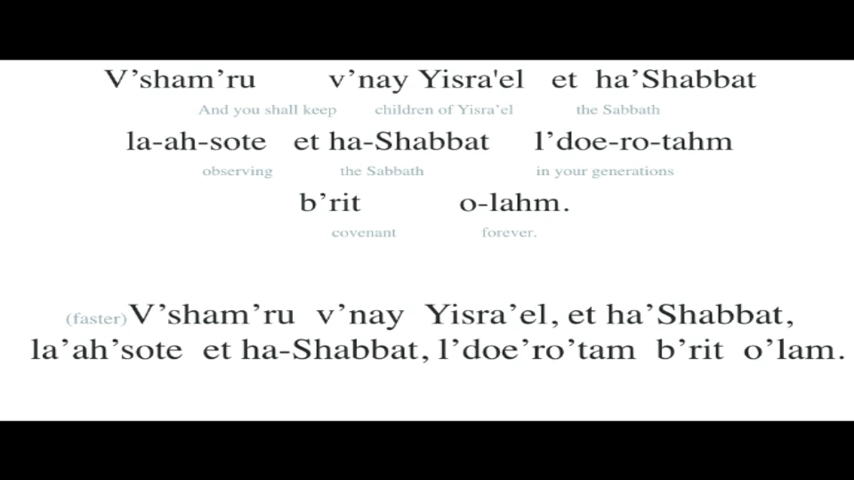 V’sham’ru v’nay Yisra'el et ha’Shabbat
And you shall keep children of Yisra’el the Sabbath
la-ah-sote et ha-Shabbat l’doe-ro-tahm
observing the Sabbath in your generations
b’rit o-lahm.
covenant forever.
(faster)V’sham’ru v’nay Yisra’el, et ha’Shabbat,
la’ah’sote et ha-Shabbat, l’doe’ro’tam b’rit o’lam.